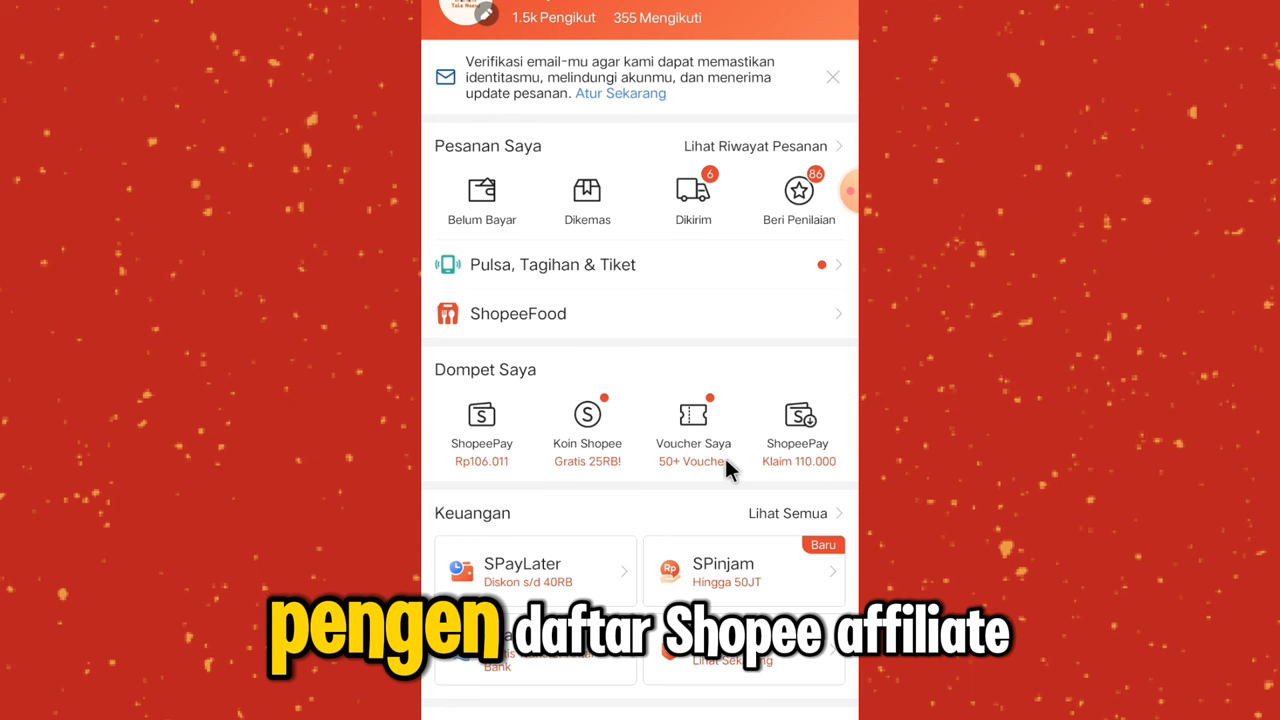 1.5k Pengikut 355 Mengikuti
Verifikasi email-mu agar kami dapat memastikan
identitasmu, melindungi akunmu, dan menerima
update pesanan. Atur Sekarang
Pesanan Saya Lihat Riwayat Pesanan
6 86
Belum Bayar Dikemas Dikirim Beri Penilaian
Pulsa, Tagihan & Tiket
ShopeeFood
Dompet Saya
ShopeePay Koin Shopee Voucher Saya ShopeePay
Rp106.011 Gratis 25RB! 50+ Voucher Klaim 110.000
Keuangan Lihat Semua
Baru
SPayLater SPinjam
Diskon s/d 40RB Hingga 50JT
pengen daftar Shopee affiliate
Bank